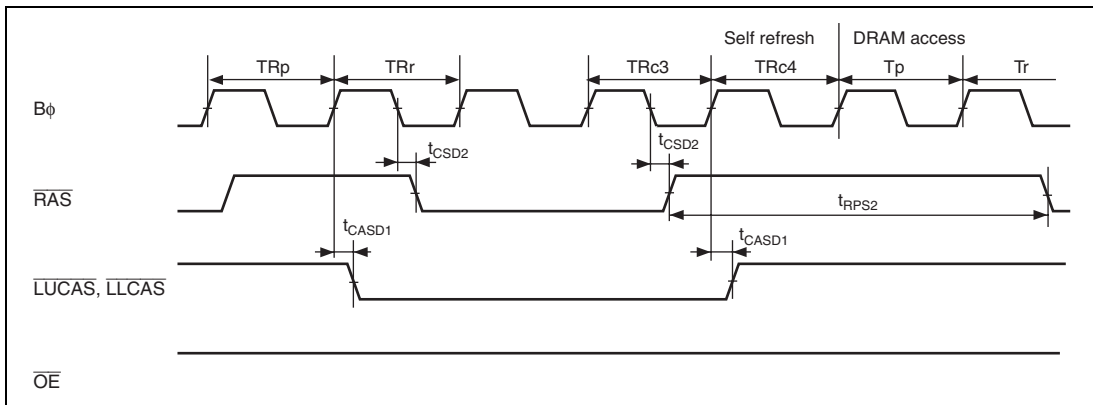 Self refresh DRAM access
TRp TRr TRc3 TRc4 Tp Tr
Bϕ
tCSD2 tCSD2
RAS
tRPS2
tCASD1 tCASD1
LUCAS, LLCAS
OE